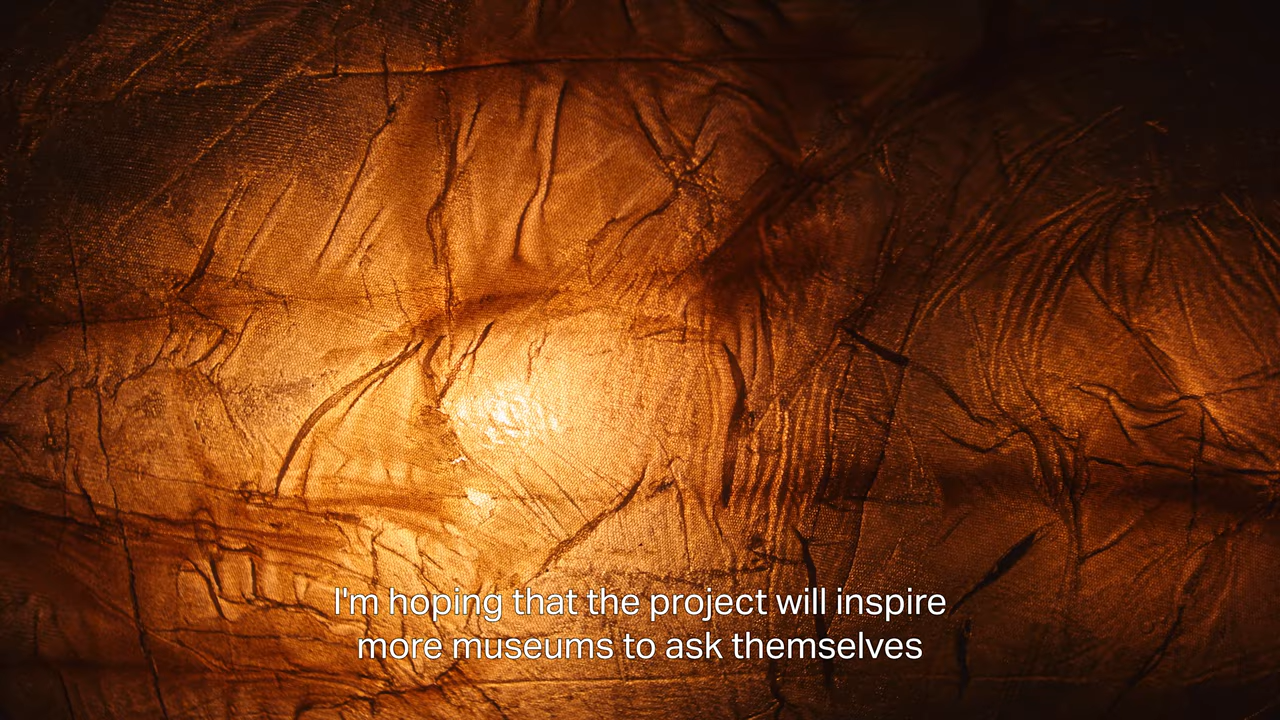 I'm hoping that the project will inspire
more museums to ask themselves